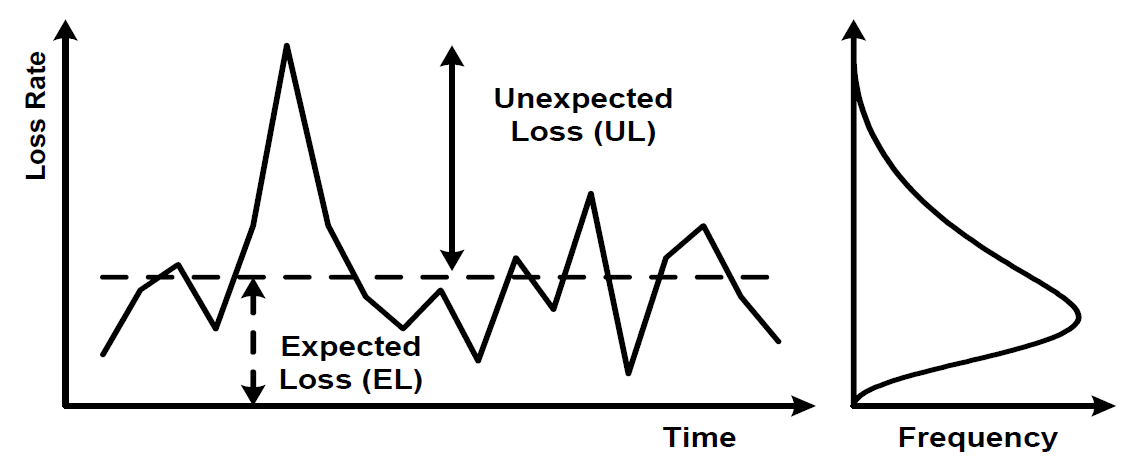 Loss Rate
Unexpected
Loss (UL)
Expected
Loss (EL)
Time
Frequency